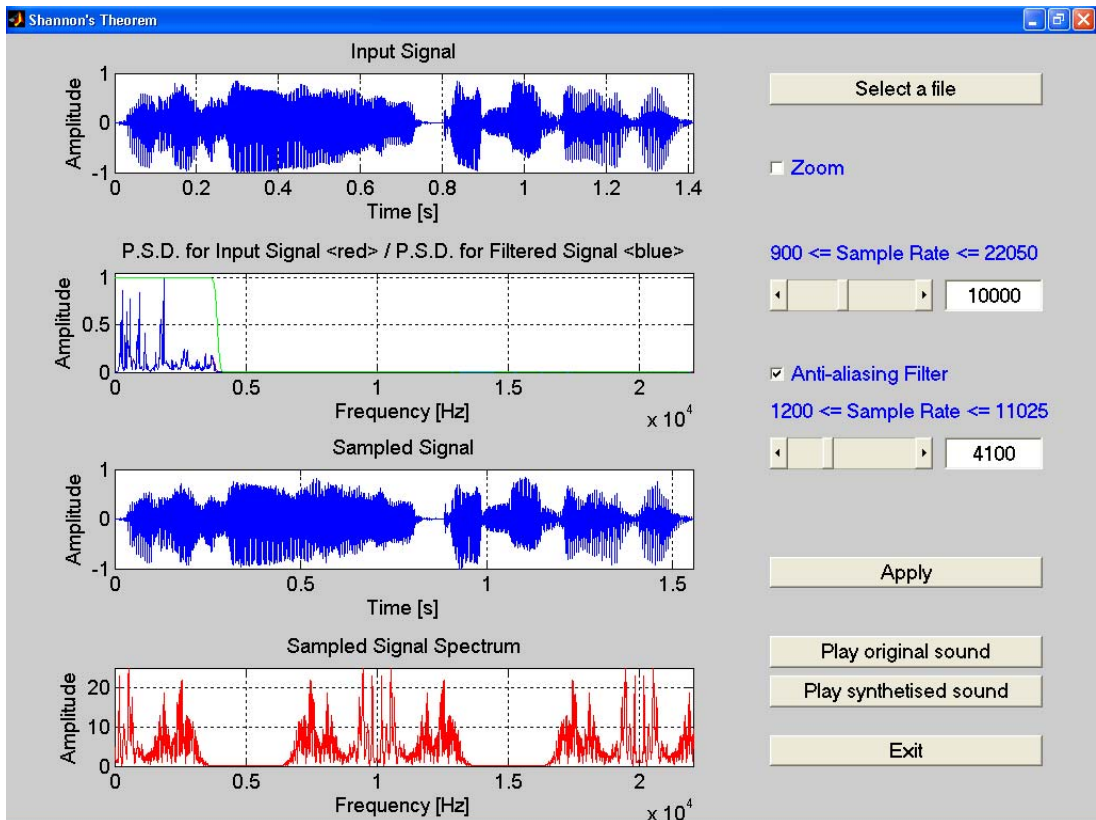 Shannon's Theorem
Input Signal
Amplitude
1
0
-1
0 0.2 0.4 0.6 0.8 1 1.2 1.4
Time [s]
P.S.D. for Input Signal <red> / P.S.D. for Filtered Signal <blue>
Amplitude
1
0.5
0
0 0.5 1 1.5 2
Frequency [Hz]
x 10^4
Sampled Signal
Amplitude
1
0
-1
0 0.5 1 1.5
Time [s]
Sampled Signal Spectrum
Amplitude
20
10
0
0 0.5 1 1.5 2
Frequency [Hz]
x 10^4
Select a file
Zoom
900 <= Sample Rate <= 22050
10000
Anti-aliasing Filter
1200 <= Sample Rate <= 11025
4100
Apply
Play original sound
Play synthetised sound
Exit